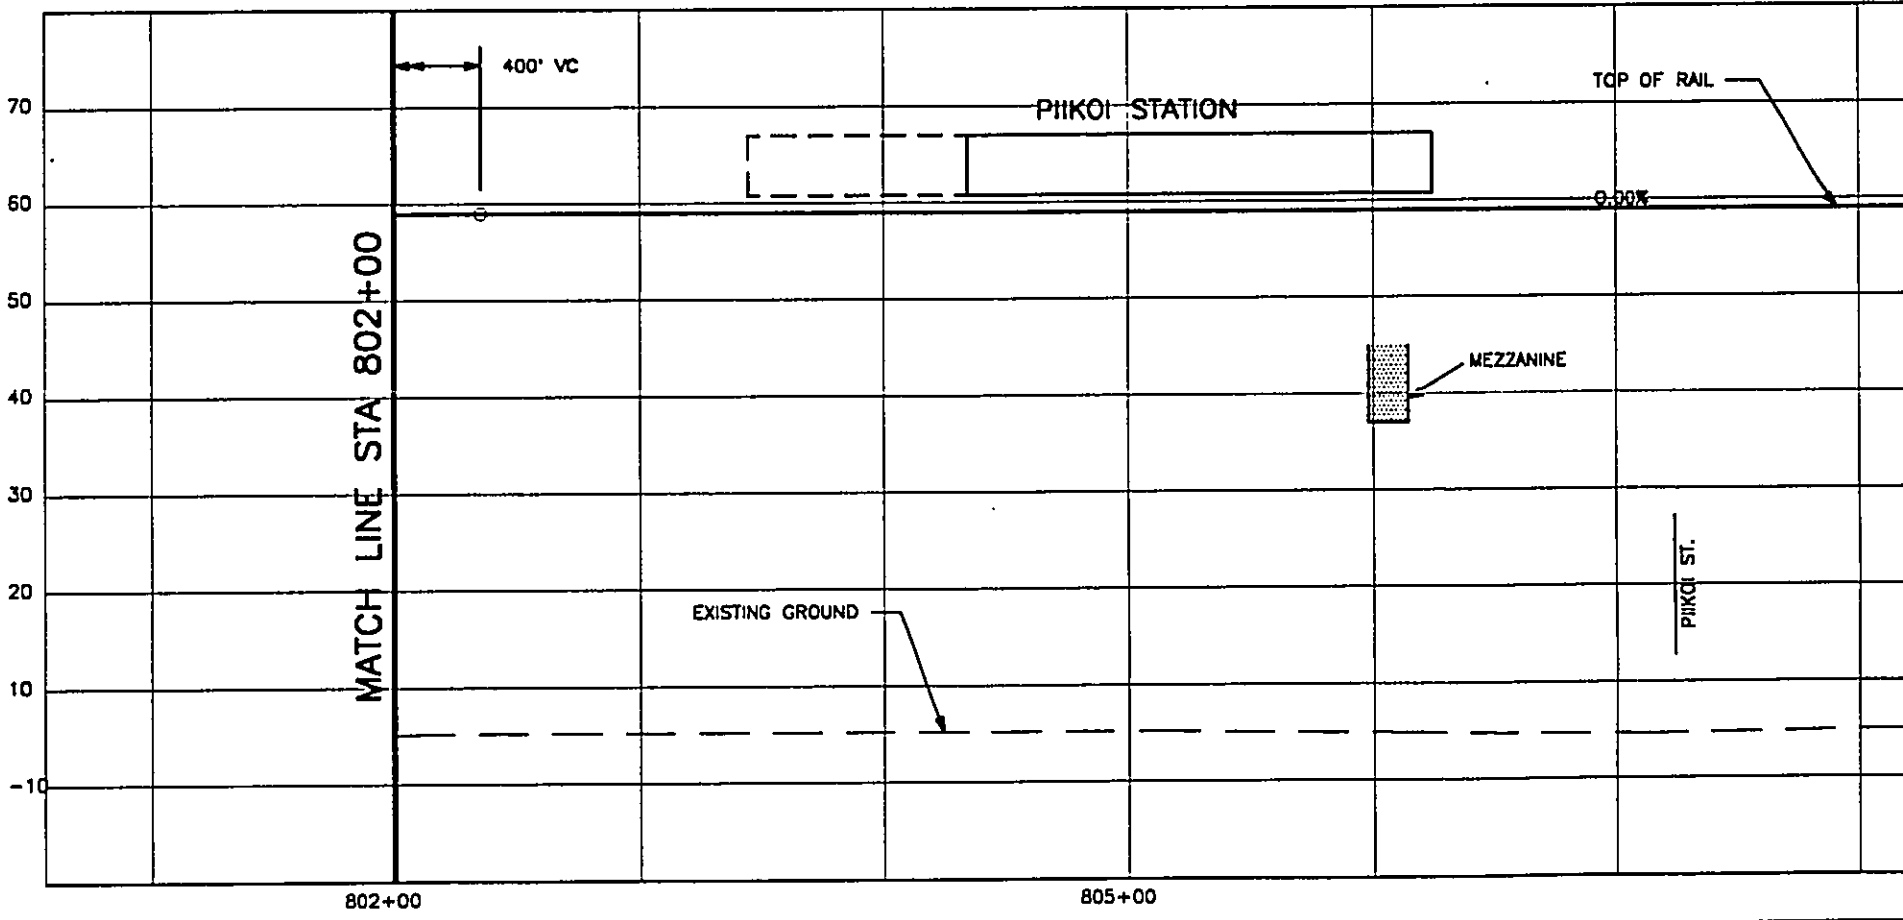 400' VC
TOP OF RAIL
PIIKOI STATION
70
60
0.00%
50
MATCH LINE STA 802+00
MEZZANINE
40
30
PIIKOI ST.
20
EXISTING GROUND
10
-10
802+00
805+00